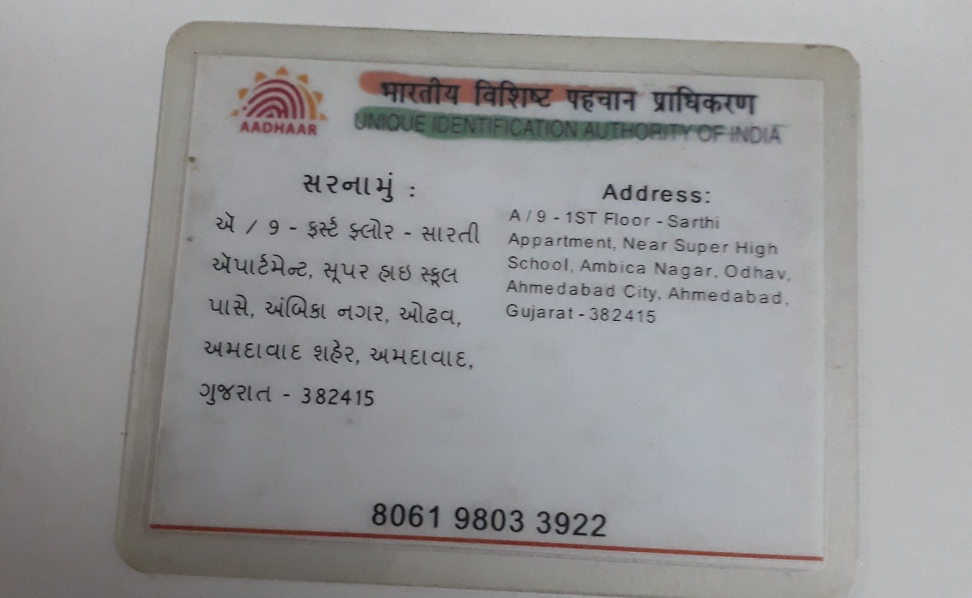 AADHAAR
भारतीय विशिष्ट पहचान प्राधिकरण
UNIQUE IDENTIFICATION AUTHORITY OF INDIA
સરનામું :
એ / 9 - ફર્સ્ટ ફ્લોર - સારતી
એપાર્ટમેન્ટ, સૂપર હાઇ સ્કૂલ
પાસે, અંબિકા નગર, ઓઢવ,
અમદાવાદ શહેર, અમદાવાદ,
ગુજરાત - 382415
Address:
A / 9 - 1ST Floor - Sarthi
Appartment, Near Super High
School, Ambica Nagar, Odhav,
Ahmedabad City, Ahmedabad,
Gujarat - 382415
8061 9803 3922